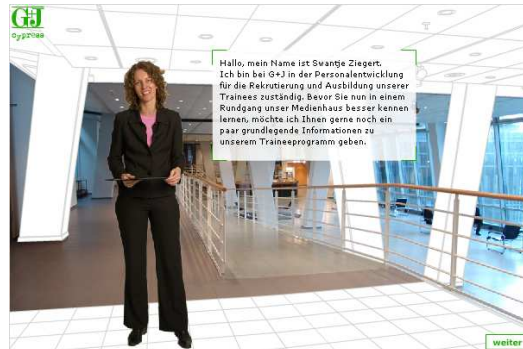 G+J
cypress
Hallo, mein Name ist Swantje Ziegert.
Ich bin bei G+J in der Personalentwicklung
für die Rekrutierung und Ausbildung unserer
Trainees zuständig. Bevor Sie nun in einem
Rundgang unser Medienhaus besser kennen
lernen, möchte ich Ihnen gerne noch ein
paar grundlegende Informationen zu
unserem Traineeprogramm geben.
weiter